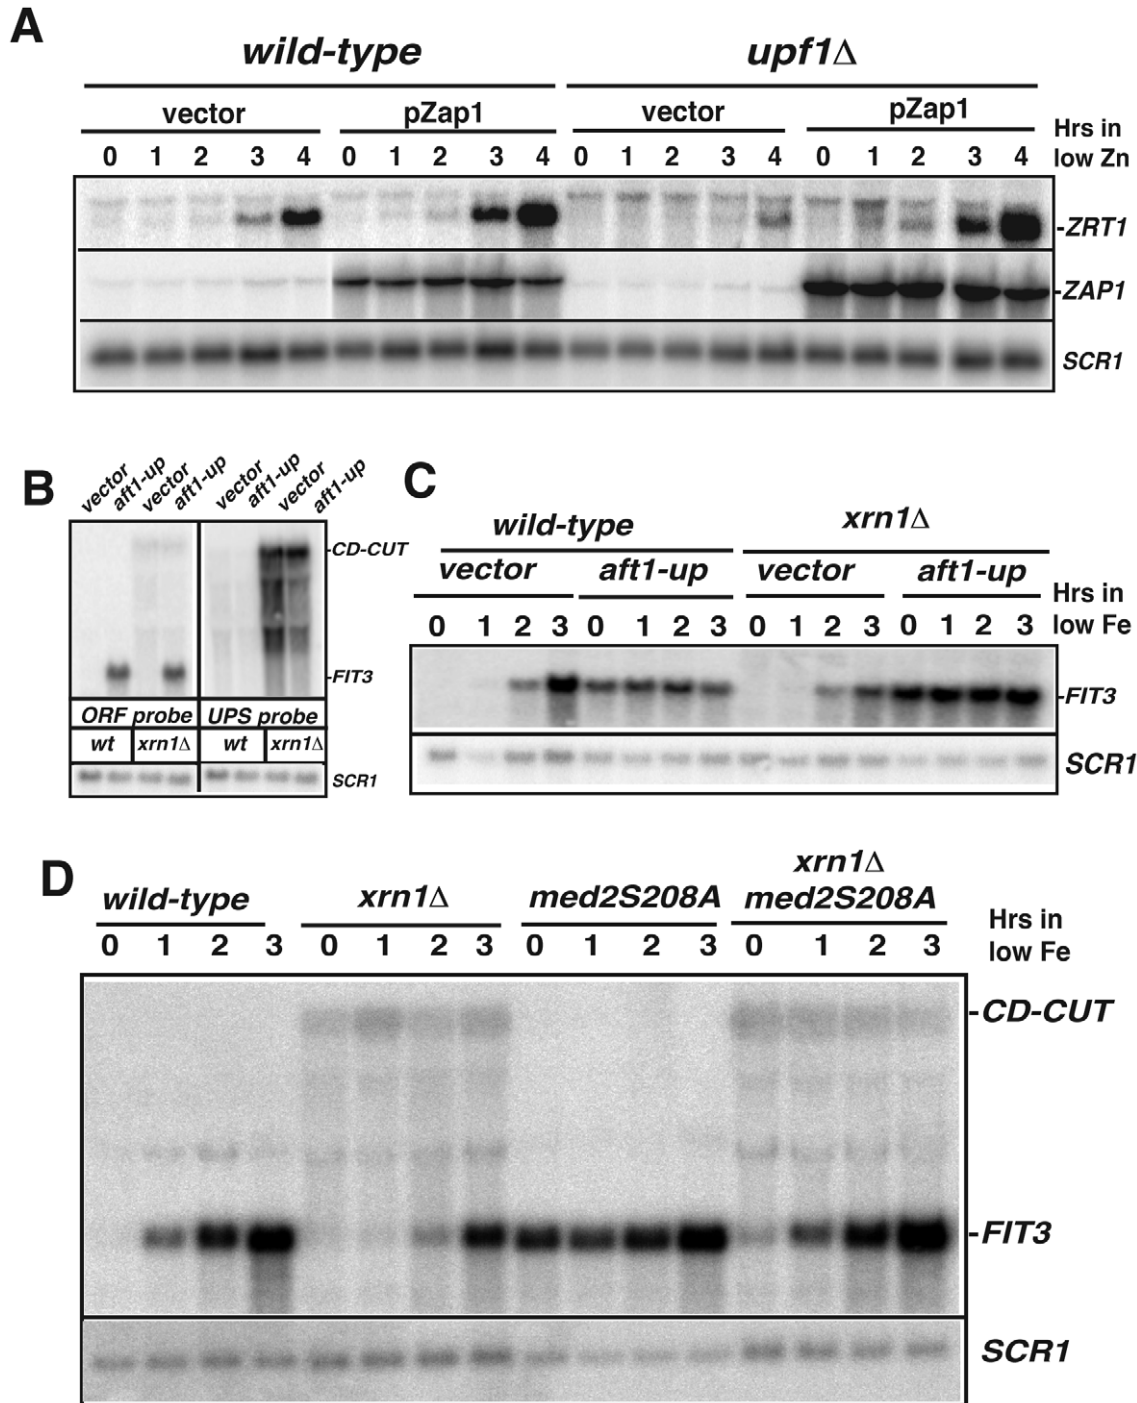 A
wild-type upf1Δ
vector pZap1 vector pZap1
Hrs in
0 1 2 3 4 0 1 2 3 4 0 1 2 3 4 0 1 2 3 4 low Zn
-ZRT1
-ZAP1
SCR1
B
vector aft1-up vector aft1-up vector aft1-up vector aft1-up
-CD-CUT
-FIT3
ORF probe UPS probe
wt xrn1Δ wt xrn1Δ
SCR1
C
wild-type xrn1Δ
vector aft1-up vector aft1-up
Hrs in
0 1 2 3 0 1 2 3 0 1 2 3 0 1 2 3 low Fe
-FIT3
SCR1
D
xrn1Δ
wild-type xrn1Δ med2S208A med2S208A
Hrs in
0 1 2 3 0 1 2 3 0 1 2 3 0 1 2 3 low Fe
-CD-CUT
-FIT3
SCR1